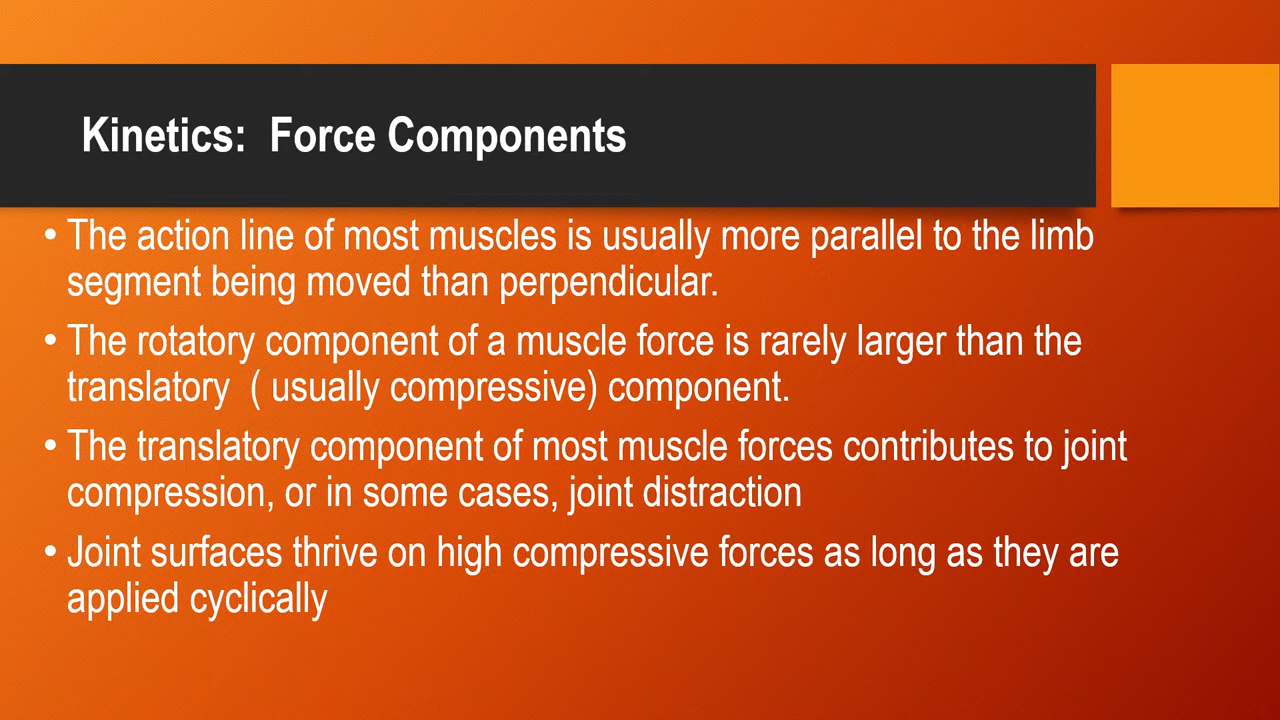 Kinetics:  Force Components
• The action line of most muscles is usually more parallel to the limb
segment being moved than perpendicular.
• The rotatory component of a muscle force is rarely larger than the
translatory  ( usually compressive) component.
• The translatory component of most muscle forces contributes to joint
compression, or in some cases, joint distraction
• Joint surfaces thrive on high compressive forces as long as they are
applied cyclically